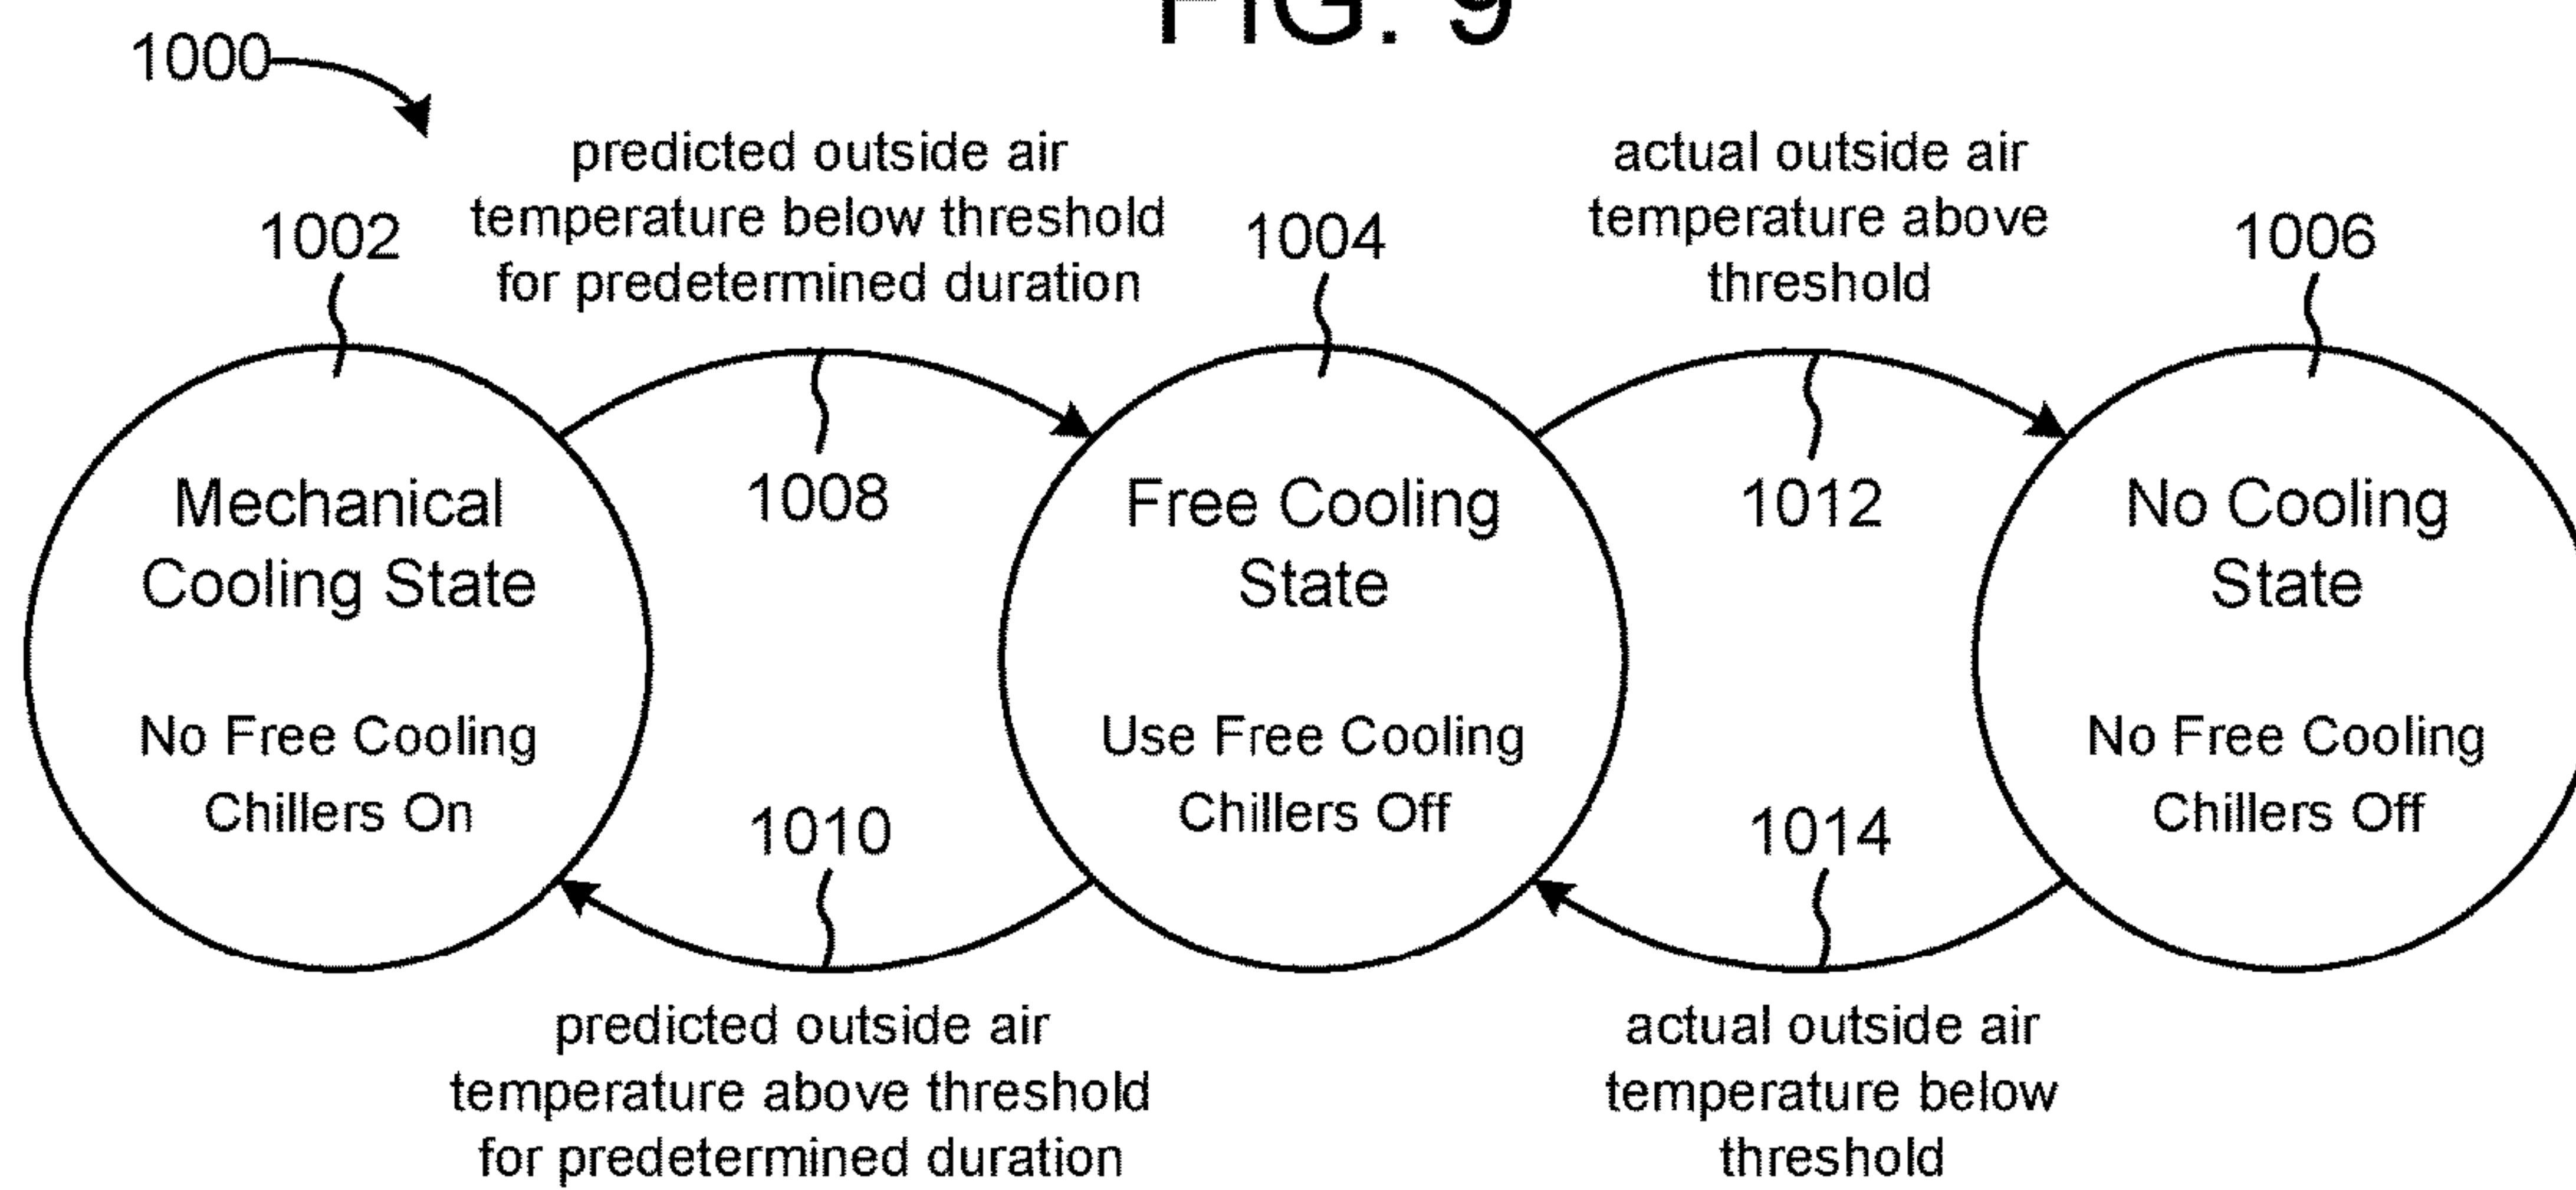 FIG. 9
1000
predicted outside air
temperature below threshold
for predetermined duration
actual outside air
temperature above
threshold
1002
1004
1006
1008
1012
Mechanical
Cooling State
No Free Cooling
Chillers On
Free Cooling
State
Use Free Cooling
Chillers Off
No Cooling
State
No Free Cooling
Chillers Off
1010
1014
predicted outside air
temperature above threshold
for predetermined duration
actual outside air
temperature below
threshold